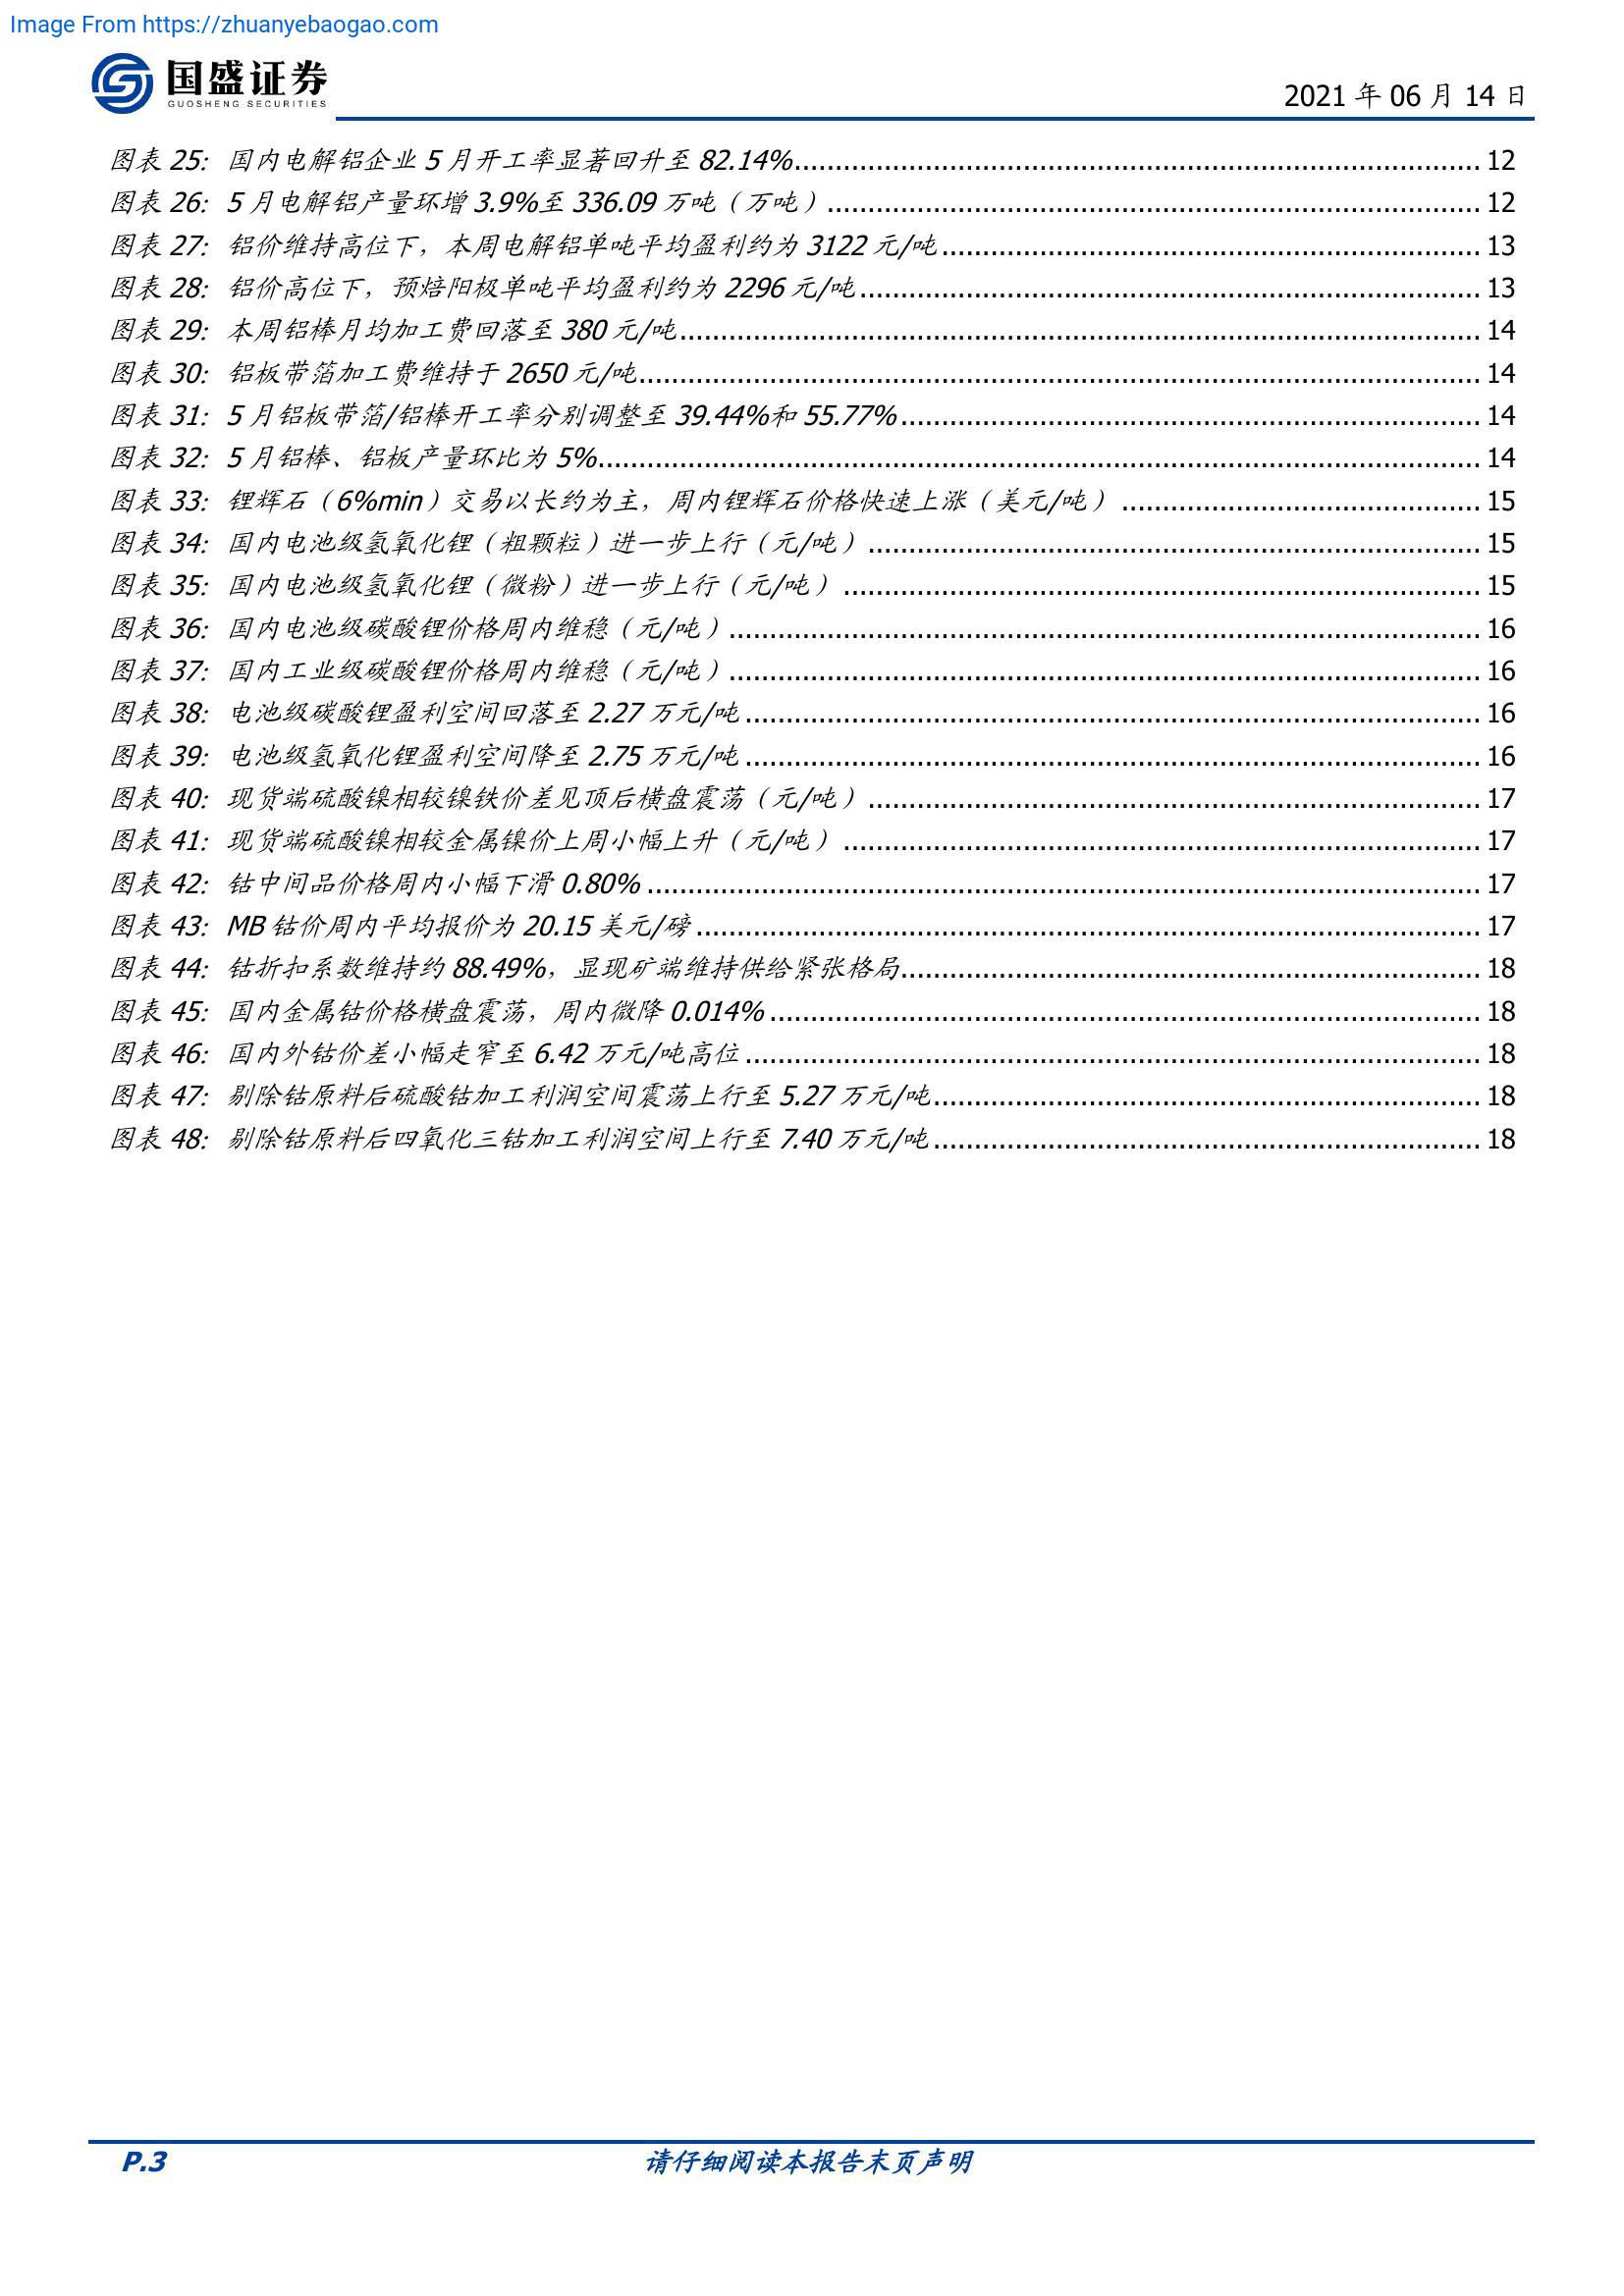 Image From https://zhuanyebaogao.com
国盛证券
GUOSHENG SECURITIES
2021 年 06 月 14 日
图表 25: 国内电解铝企业 5 月开工率显著回升至 82.14%........ 12
图表 26: 5 月电解铝产量环增 3.9%至 336.09 万吨（万吨）........ 12
图表 27: 铝价维持高位下，本周电解铝单吨平均盈利约为 3122 元/吨........ 13
图表 28: 铝价高位下，预焙阳极单吨平均盈利约为 2296 元/吨........ 13
图表 29: 本周铝棒月均加工费回落至 380 元/吨........ 14
图表 30: 铝板带箔加工费维持于 2650 元/吨........ 14
图表 31: 5 月铝板带箔/铝棒开工率分别调整至 39.44%和 55.77%........ 14
图表 32: 5 月铝棒、铝板产量环比为 5%........ 14
图表 33: 锂辉石（6%min）交易以长约为主，周内锂辉石价格快速上涨（美元/吨）........ 15
图表 34: 国内电池级氢氧化锂（粗颗粒）进一步上行（元/吨）........ 15
图表 35: 国内电池级氢氧化锂（微粉）进一步上行（元/吨）........ 15
图表 36: 国内电池级碳酸锂价格周内维稳（元/吨）........ 16
图表 37: 国内工业级碳酸锂价格周内维稳（元/吨）........ 16
图表 38: 电池级碳酸锂盈利空间回落至 2.27 万元/吨........ 16
图表 39: 电池级氢氧化锂盈利空间降至 2.75 万元/吨........ 16
图表 40: 现货端硫酸镍相较镍铁价差见顶后横盘震荡（元/吨）........ 17
图表 41: 现货端硫酸镍相较金属镍价上周小幅上升（元/吨）........ 17
图表 42: 钴中间品价格周内小幅下滑 0.80%........ 17
图表 43: MB 钴价周内平均报价为 20.15 美元/磅........ 17
图表 44: 钴折扣系数维持约 88.49%，显现矿端维持供给紧张格局........ 18
图表 45: 国内金属钴价格横盘震荡，周内微降 0.014%........ 18
图表 46: 国内外钴价差小幅走窄至 6.42 万元/吨高位........ 18
图表 47: 剔除钴原料后硫酸钴加工利润空间震荡上行至 5.27 万元/吨........ 18
图表 48: 剔除钴原料后四氧化三钴加工利润空间上行至 7.40 万元/吨........ 18
P.3
请仔细阅读本报告末页声明